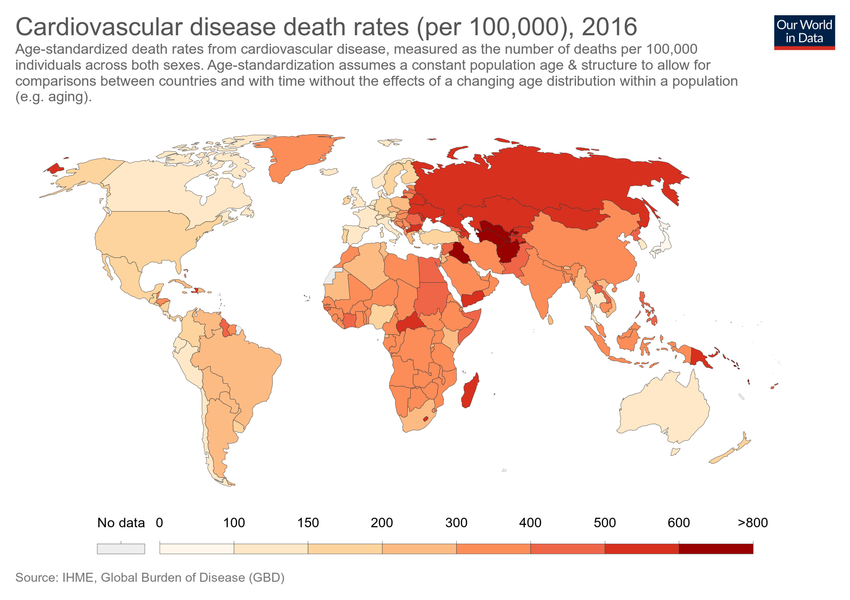 Cardiovascular disease death rates (per 100,000), 2016
Our World
in Data
Age-standardized death rates from cardiovascular disease, measured as the number of deaths per 100,000
individuals across both sexes. Age-standardization assumes a constant population age & structure to allow for
comparisons between countries and with time without the effects of a changing age distribution within a population
(e.g. aging).
No data 0 100 150 200 300 400 500 600 >800
Source: IHME, Global Burden of Disease (GBD)